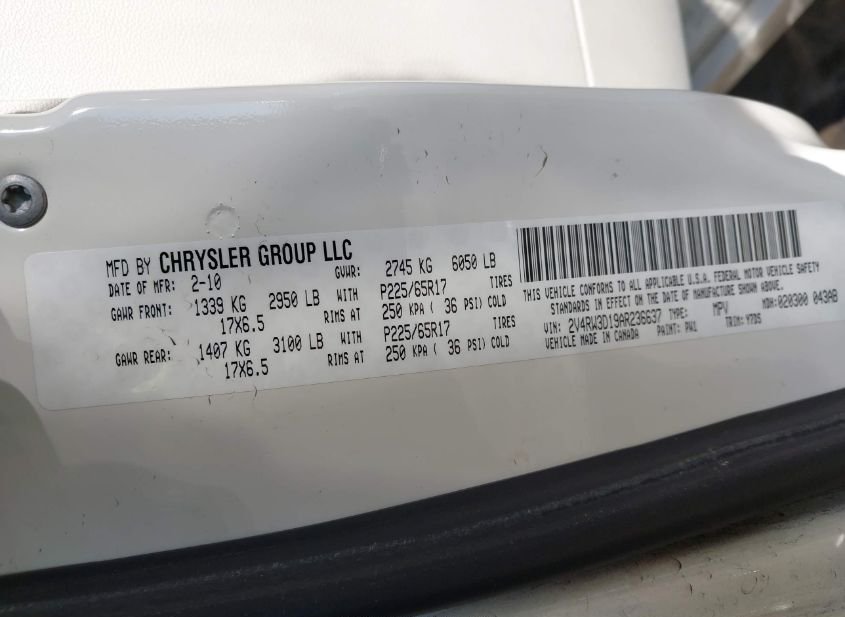 MFD BY CHRYSLER GROUP LLC
DATE OF MFR: 2-10 GVWR: 2745 KG 6050 LB
GAWR FRONT: 1339 KG 2950 LB WITH P225/65R17 TIRES
17X6.5 RIMS AT 250 KPA ( 36 PSI) COLD
GAWR REAR: 1407 KG 3100 LB WITH P225/65R17 TIRES
17X6.5 RIMS AT 250 KPA ( 36 PSI) COLD
THIS VEHICLE CONFORMS TO ALL APPLICABLE U.S.A. FEDERAL MOTOR VEHICLE SAFETY
STANDARDS IN EFFECT ON THE DATE OF MANUFACTURE SHOWN ABOVE.
VIN: 2V4RW3D19AR236637 TYPE: MPV MDH: 020300 043AB
VEHICLE MADE IN CANADA PAINT: PW1 TRIM: Y7DS